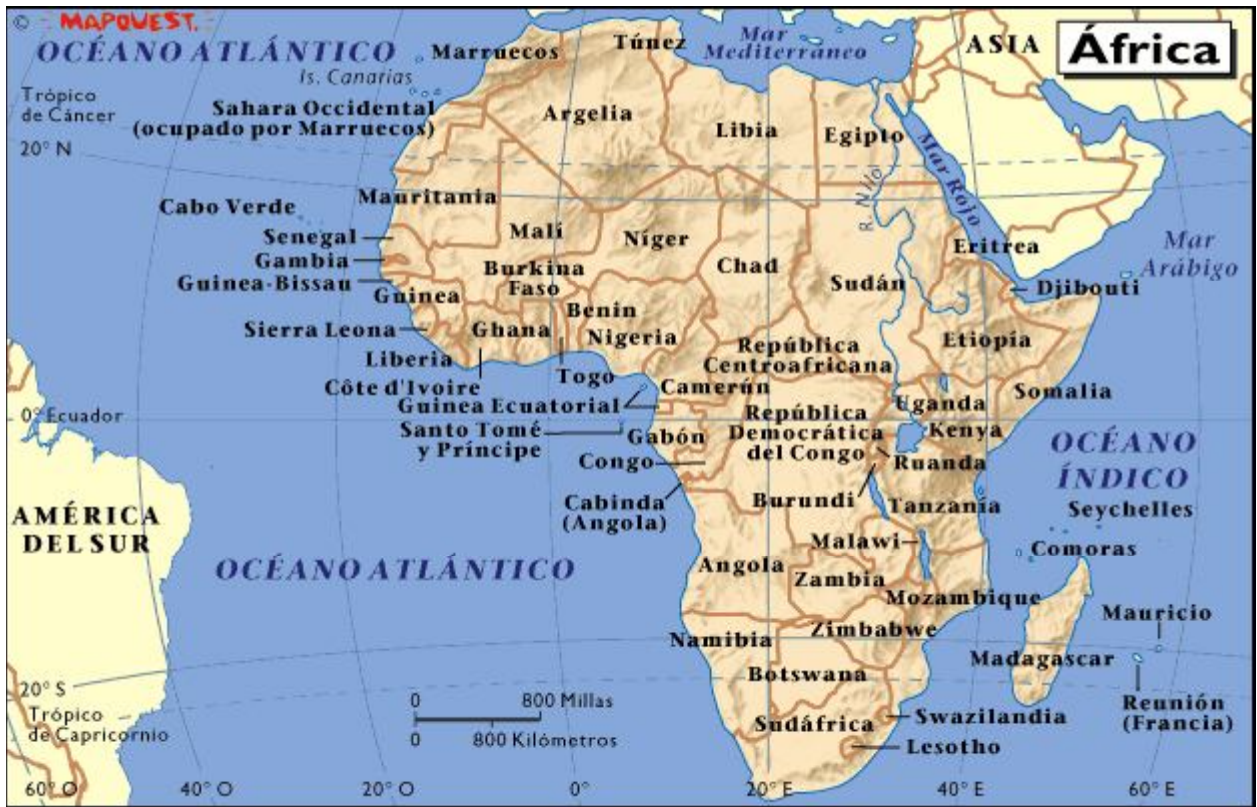 © MAPQUEST.
África
OCÉANO ATLÁNTICO
Marruecos
Túnez
Mar
Mediterráneo
ASIA
Is. Canarias
Trópico
de Cáncer
Sahara Occidental
(ocupado por Marruecos)
Argelia
Libia
Egipto
20° N
Mar Rojo
R. Nilo
Mauritania
Cabo Verde
Malí
Níger
Chad
Sudán
Eritrea
Mar
Arábigo
Senegal
Gambia
Guinea-Bissau
Guinea
Burkina
Faso
Benin
Djibouti
Sierra Leona
Ghana
Nigeria
Etiopía
Liberia
Côte d'Ivoire
Togo
República
Centroafricana
Camerún
Somalia
0° Ecuador
Guinea Ecuatorial
Uganda
Santo Tomé
y Príncipe
Gabón
República
Democrática
del Congo
Kenya
OCÉANO
ÍNDICO
Congo
Ruanda
Cabinda
(Angola)
Burundi
Tanzanía
Seychelles
AMÉRICA
DEL SUR
OCÉANO ATLÁNTICO
Malawi
Comoras
Angola
Zambia
Mozambique
Mauricio
Namibia
Zimbabwe
Madagascar
Botswana
20° S
Trópico
de Capricornio
0 800 Millas
0 800 Kilómetros
Reunión
(Francia)
Sudáfrica
Swazilandia
Lesotho
60° O 40° O 20° O 0° 20° E 40° E 60° E